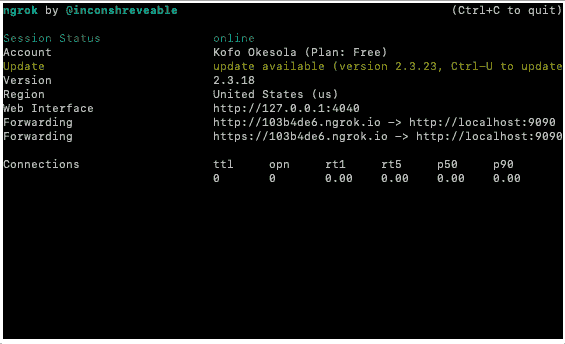 ngrok by @inconshreveable (Ctrl+C to quit)
Session Status online
Account Kofo Okesola (Plan: Free)
Update update available (version 2.3.23, Ctrl-U to update
Version 2.3.18
Region United States (us)
Web Interface http://127.0.0.1:4040
Forwarding http://103b4de6.ngrok.io -> http://localhost:9090
Forwarding https://103b4de6.ngrok.io -> http://localhost:9090
Connections ttl opn rt1 rt5 p50 p90
0 0 0.00 0.00 0.00 0.00